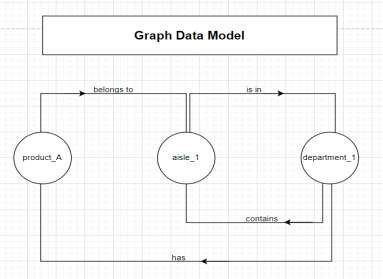 Graph Data Model
belongs to
is in
product_A
aisle_1
department_1
contains
has